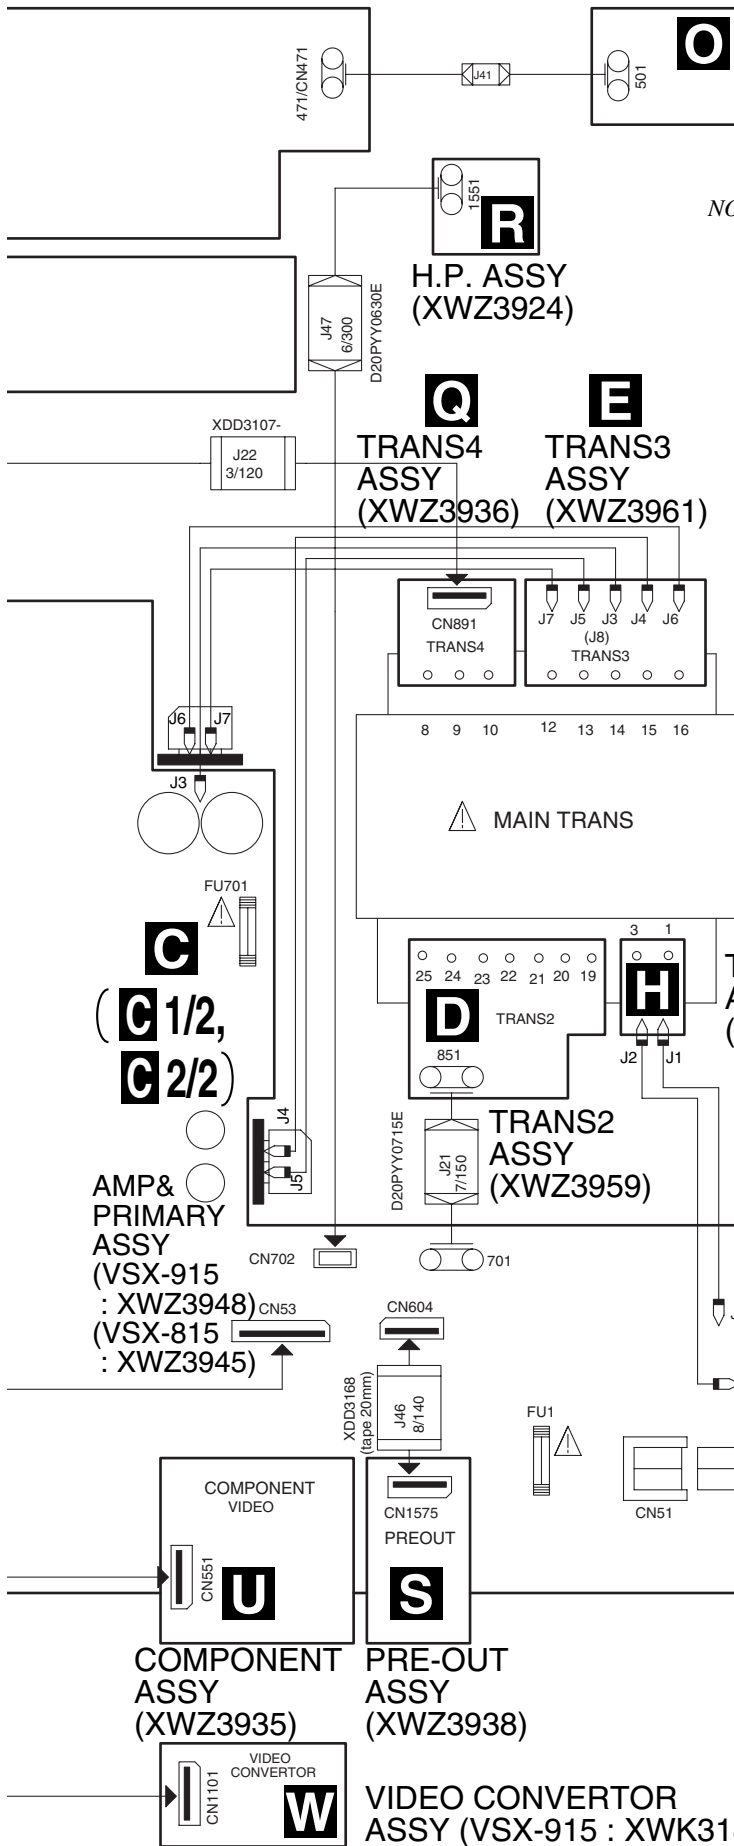 471/CN471
J41
501
O
1551
R
NO
H.P. ASSY
(XWZ3924)
J47
6/300
D20PYY0630E
Q
E
XDD3107-
J22
3/120
TRANS4
ASSY
(XWZ3936)
TRANS3
ASSY
(XWZ3961)
CN891
TRANS4
J7 J5 J3 J4 J6
(J8)
TRANS3
8 9 10 12 13 14 15 16
J6 J7
J3
MAIN TRANS
FU701
C
( C 1/2,
C 2/2 )
3 1
25 24 23 22 21 20 19
D
TRANS2
H
851
J2 J1
J4
J5
D20PYY0715E
J21
7/150
TRANS2
ASSY
(XWZ3959)
AMP&
PRIMARY
ASSY
(VSX-915
: XWZ3948)
(VSX-815
: XWZ3945)
CN702
701
CN53
CN604
XDD3168
(tape 20mm)
J46
8/140
FU1
CN51
COMPONENT
VIDEO
CN551
U
CN1575
PREOUT
S
COMPONENT
ASSY
(XWZ3935)
PRE-OUT
ASSY
(XWZ3938)
VIDEO
CONVERTOR
CN1101
W
VIDEO CONVERTOR
ASSY (VSX-915 : XWK31